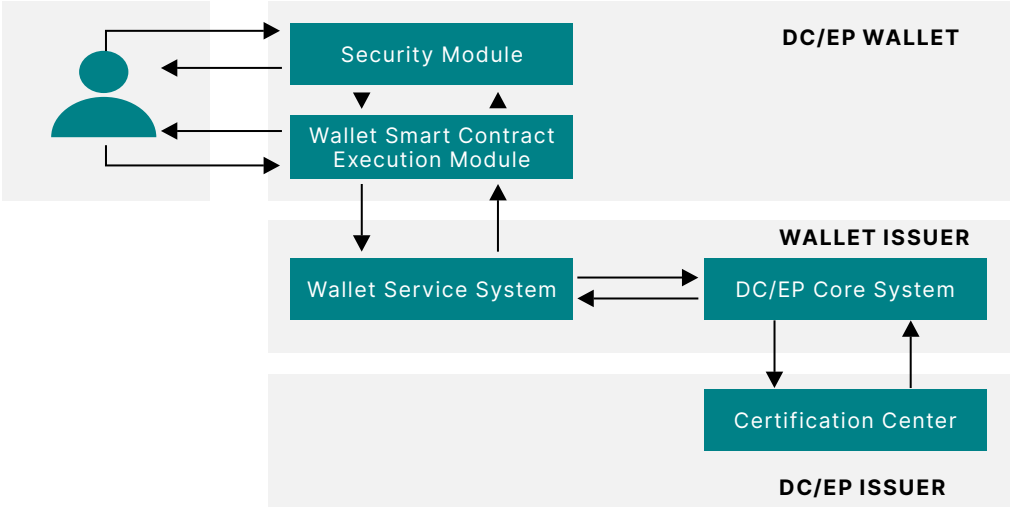 DC/EP WALLET
Security Module
Wallet Smart Contract
Execution Module
WALLET ISSUER
Wallet Service System
DC/EP Core System
Certification Center
DC/EP ISSUER